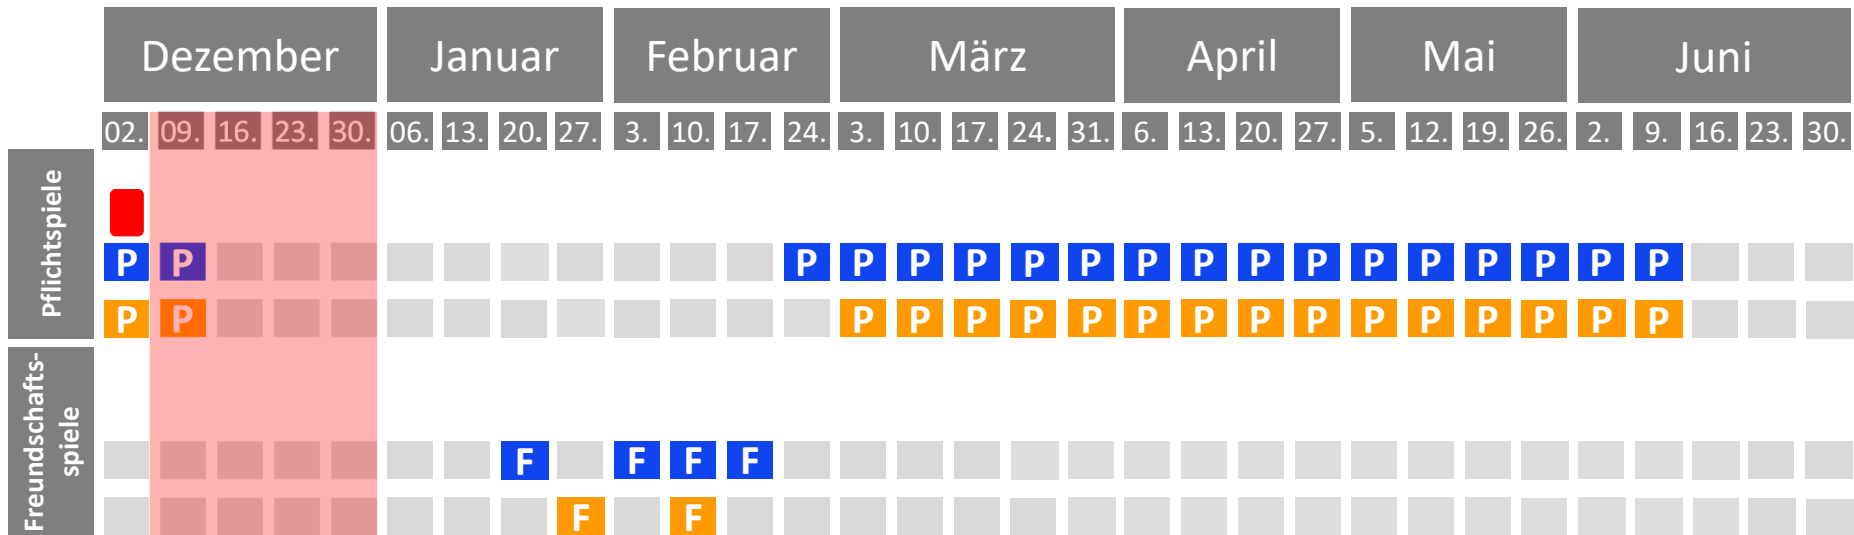 Dezember Januar Februar März April Mai Juni
02. 09. 16. 23. 30. 06. 13. 20. 27. 3. 10. 17. 24. 3. 10. 17. 24. 31. 6. 13. 20. 27. 5. 12. 19. 26. 2. 9. 16. 23. 30.
Pflichtspiele
P P P P P P P P P P P P P P P P P P
P P P P P P P P P P P P P P P P P
Freundschafts-
spiele
F F F F
F F